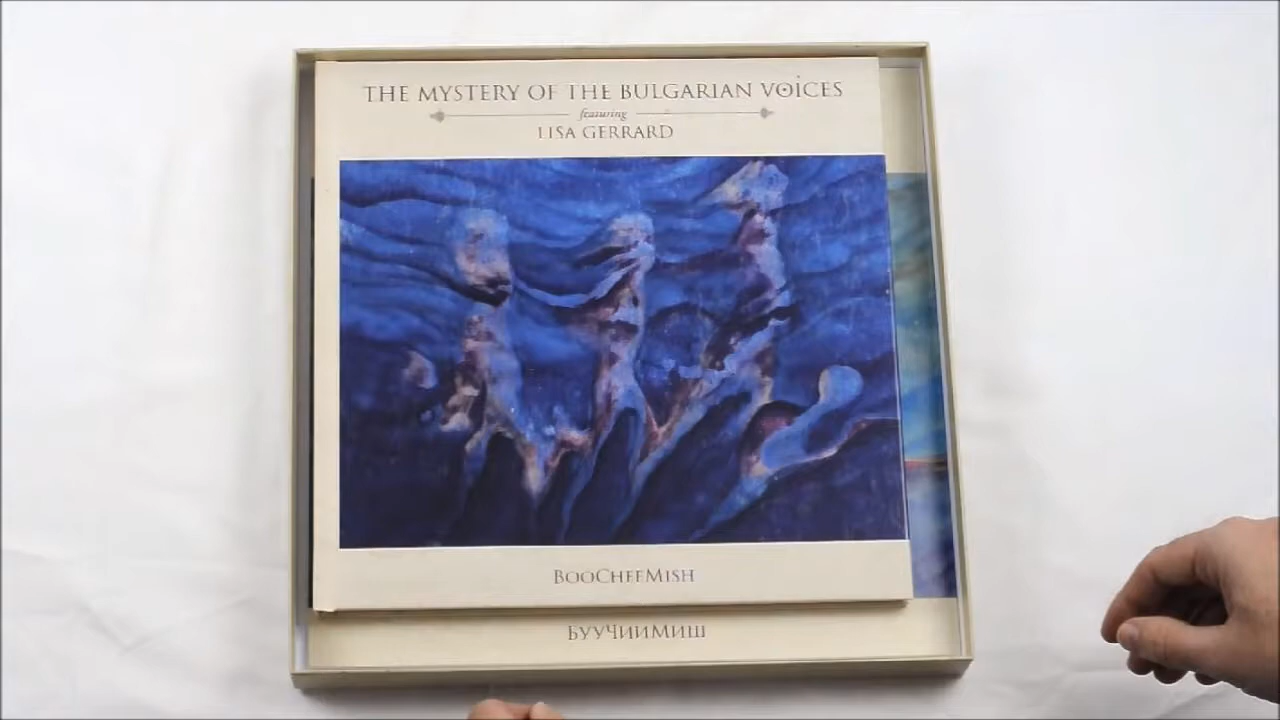 THE MYSTERY OF THE BULGARIAN VOICES
featuring
LISA GERRARD
BOOCHEEMISH
БУУЧИИМИШ